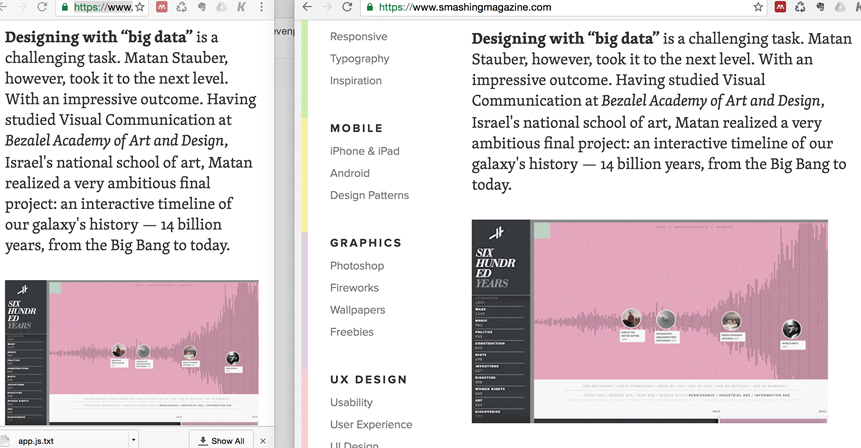 https://www.
Designing with “big data” is a
challenging task. Matan Stauber,
however, took it to the next level.
With an impressive outcome. Having
studied Visual Communication at
Bezalel Academy of Art and Design,
Israel's national school of art, Matan
realized a very ambitious final
project: an interactive timeline of
our galaxy's history — 14 billion
years, from the Big Bang to today.
SIX
HUNDR
ED
YEARS
app.js.txt
Show All
https://www.smashingmagazine.com
Responsive
Typography
Inspiration
MOBILE
iPhone & iPad
Android
Design Patterns
GRAPHICS
Photoshop
Fireworks
Wallpapers
Freebies
UX DESIGN
Usability
User Experience
UI Design
Designing with “big data” is a challenging task. Matan
Stauber, however, took it to the next level. With an
impressive outcome. Having studied Visual
Communication at Bezalel Academy of Art and Design,
Israel's national school of art, Matan realized a very
ambitious final project: an interactive timeline of our
galaxy's history — 14 billion years, from the Big Bang to
today.
SIX
HUNDR
ED
YEARS